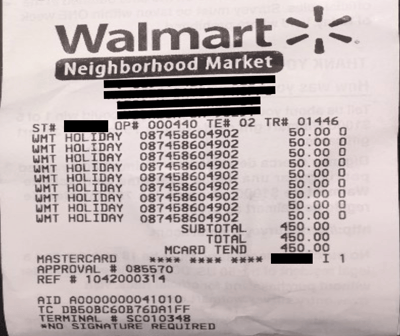 Walmart
Neighborhood Market
ST# OP# 000440 TE# 02 TR# 01446
WMT HOLIDAY 087458604902 50.00 O
WMT HOLIDAY 087458604902 50.00 O
WMT HOLIDAY 087458604902 50.00 O
WMT HOLIDAY 087458604902 50.00 O
WMT HOLIDAY 087458604902 50.00 O
WMT HOLIDAY 087458604902 50.00 O
WMT HOLIDAY 087458604902 50.00 O
WMT HOLIDAY 087458604902 50.00 O
WMT HOLIDAY 087458604902 50.00 O
SUBTOTAL 450.00
TOTAL 450.00
MCARD TEND 450.00
MASTERCARD **** **** **** I 1
APPROVAL # 085570
REF # 1042000314
AID A0000000041010
TC DB50BC60B76DA1FF
TERMINAL # SC010348
*NO SIGNATURE REQUIRED